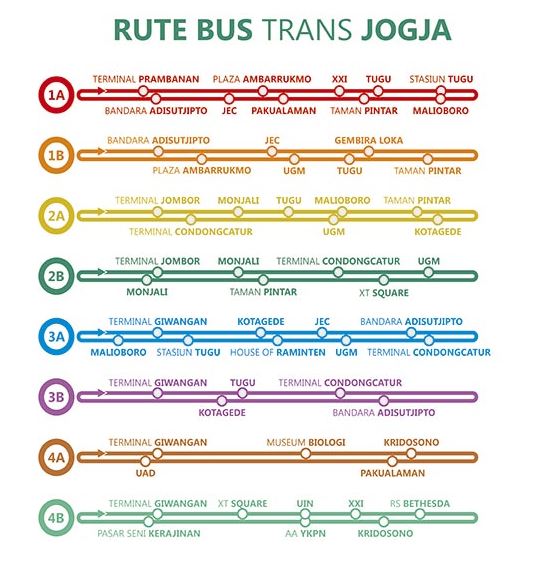 RUTE BUS TRANS JOGJA
TERMINAL PRAMBANAN PLAZA AMBARRUKMO XXI TUGU STASIUN TUGU
1A
BANDARA ADISUTJIPTO JEC PAKUALAMAN TAMAN PINTAR MALIOBORO
BANDARA ADISUTJIPTO JEC GEMBIRA LOKA
1B
PLAZA AMBARRUKMO UGM TUGU TAMAN PINTAR
TERMINAL JOMBOR MONJALI TUGU MALIOBORO TAMAN PINTAR
2A
TERMINAL CONDONGCATUR UGM KOTAGEDE
TERMINAL JOMBOR MONJALI TERMINAL CONDONGCATUR UGM
2B
MONJALI TAMAN PINTAR XT SQUARE
TERMINAL GIWANGAN KOTAGEDE JEC BANDARA ADISUTJIPTO
3A
MALIOBORO STASIUN TUGU HOUSE OF RAMINTEN UGM TERMINAL CONDONGCATUR
TERMINAL GIWANGAN TUGU TERMINAL CONDONGCATUR
3B
KOTAGEDE BANDARA ADISUTJIPTO
TERMINAL GIWANGAN MUSEUM BIOLOGI KRIDOSONO
4A
UAD PAKUALAMAN
TERMINAL GIWANGAN XT SQUARE UIN XXI RS BETHESDA
4B
PASAR SENI KERAJINAN AA YKPN KRIDOSONO